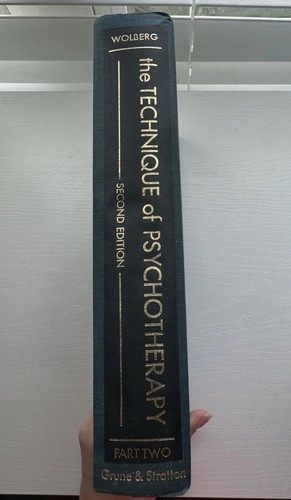 WOLBERG
the TECHNIQUE of PSYCHOTHERAPY
SECOND EDITION
PART TWO
Grune & Stratton